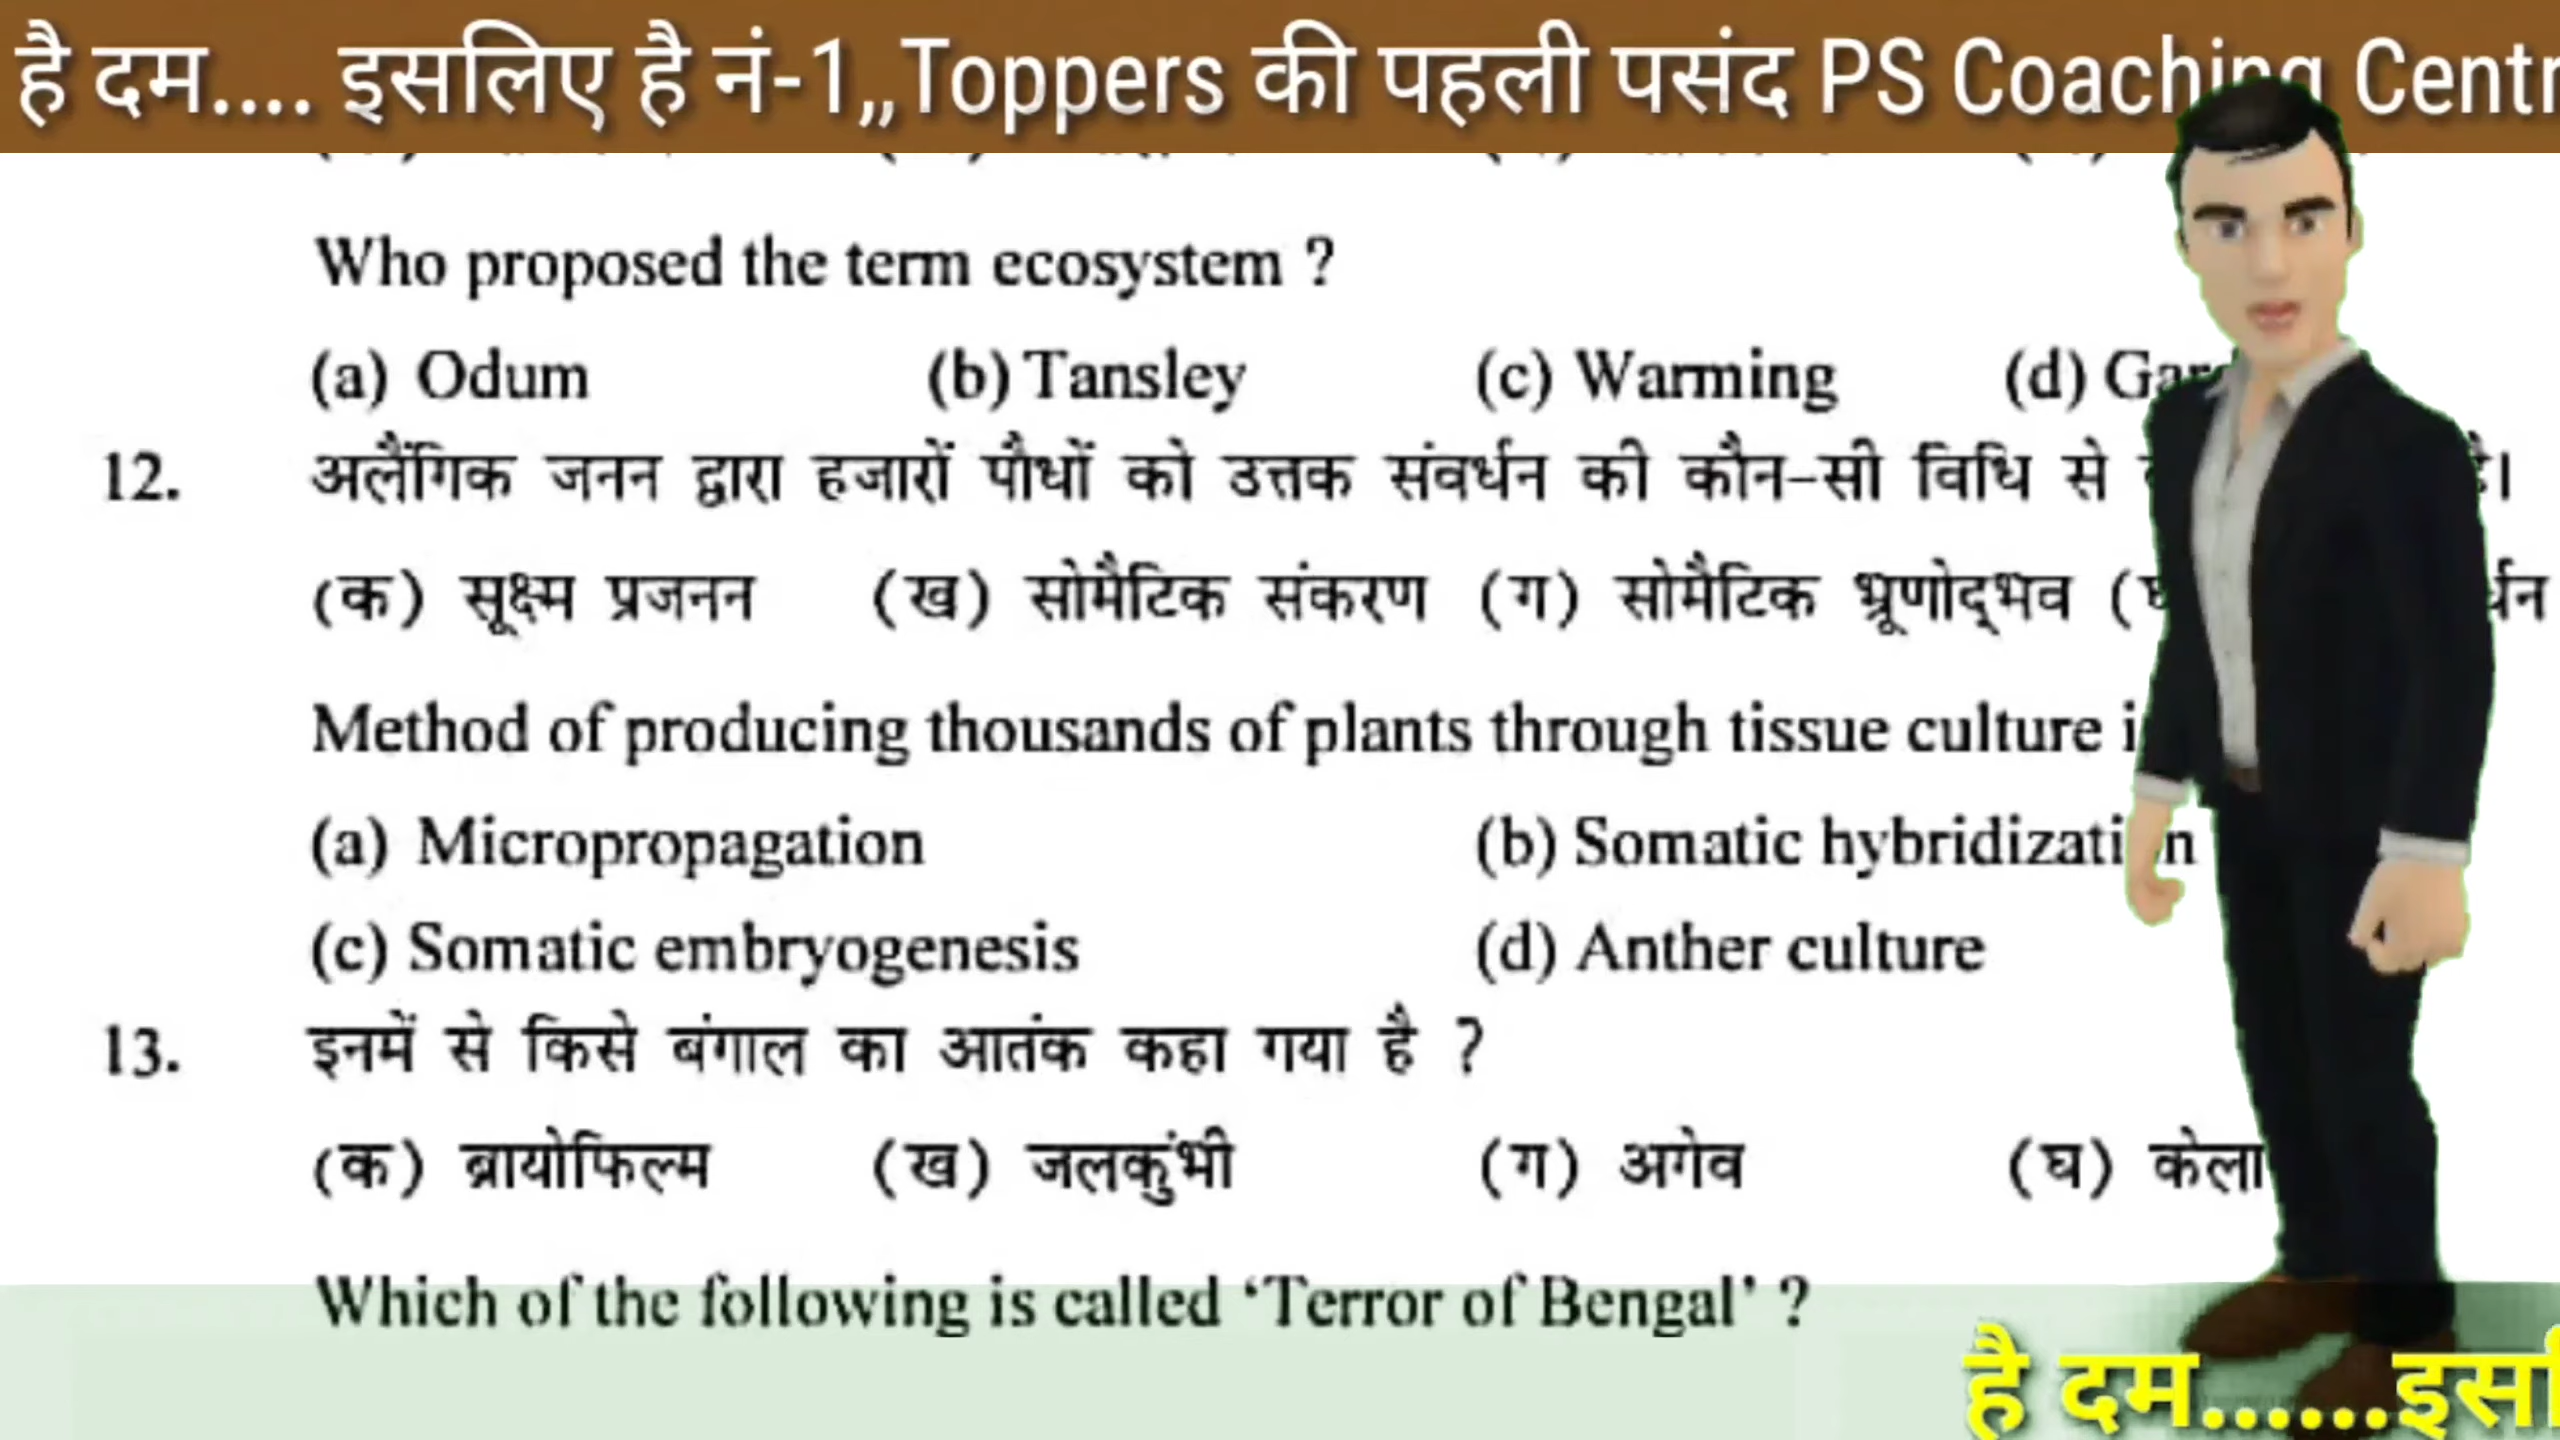 है दम.... इसलिए है नं-1,,Toppers की पहली पसंद PS Coaching Centr
Who proposed the term ecosystem ?
(a) Odum (b) Tansley (c) Warming (d)
12. अलैंगिक जनन द्वारा हजारों पौधों को उत्तक संवर्धन की कौन-सी विधि से है।
(क) सूक्ष्म प्रजनन (ख) सोमैटिक संकरण (ग) सोमैटिक भ्रूणोद्भव
Method of producing thousands of plants through tissue culture
(a) Micropropagation (b) Somatic hybridization
(c) Somatic embryogenesis (d) Anther culture
13. इनमें से किसे बंगाल का आतंक कहा गया है ?
(क) ब्रायोफिल्म (ख) जलकुंभी (ग) अगेव (घ) केला
Which of the following is called ‘Terror of Bengal’ ?
है दम......